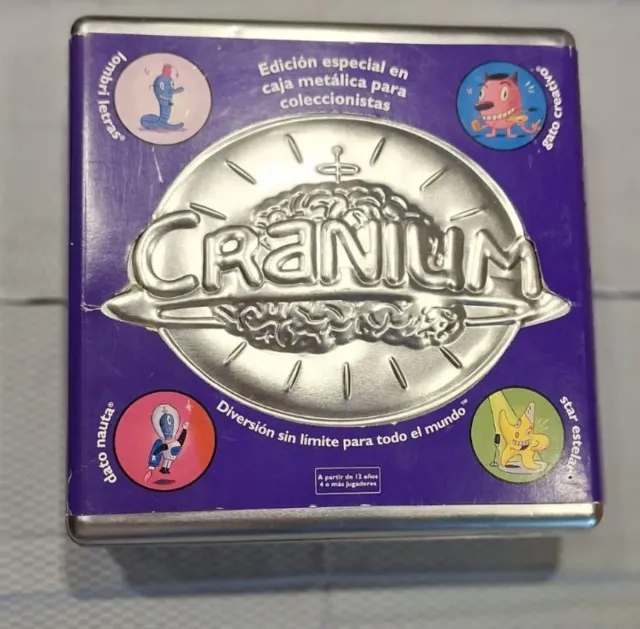 lombri letras®
Edición especial en
caja metálica para
coleccionistas
gato creativo®
CRANIUM
dato nauta®
Diversión sin límite para todo el mundo™
star estelar®
A partir de 12 años
4 o más jugadores